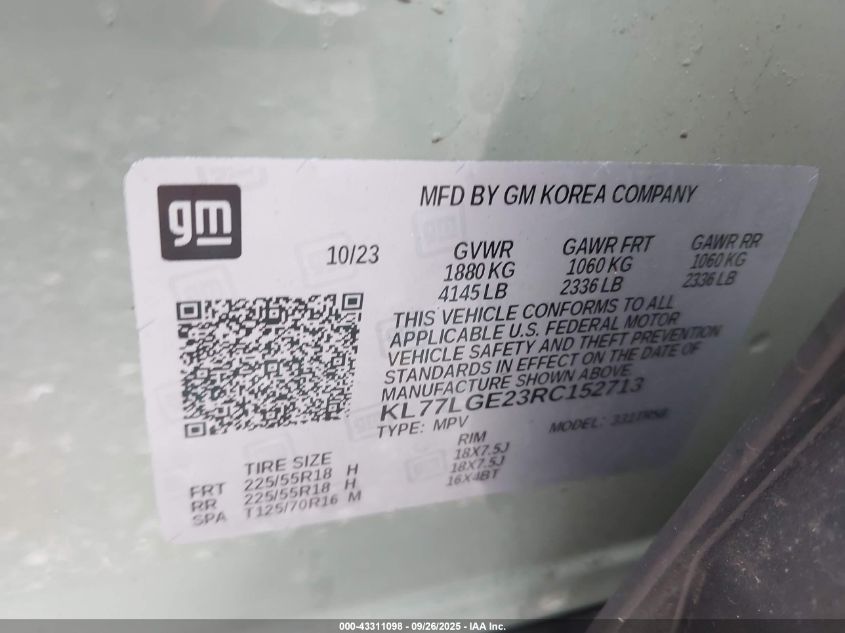 gm
MFD BY GM KOREA COMPANY
10/23
GVWR
1880 KG
4145 LB
GAWR FRT
1060 KG
2336 LB
GAWR RR
1060 KG
2336 LB
THIS VEHICLE CONFORMS TO ALL
APPLICABLE U.S. FEDERAL MOTOR
VEHICLE SAFETY AND THEFT PREVENTION
STANDARDS IN EFFECT ON THE DATE OF
MANUFACTURE SHOWN ABOVE
KL77LGE23RC152713
TYPE: MPV
MODEL:
TIRE SIZE
RIM
FRT 225/55R18 H 18X7.5J
RR 225/55R18 H 18X7.5J
SPA T125/70R16 M 16X4BT
000-43311098 - 09/26/2025 - IAA Inc.